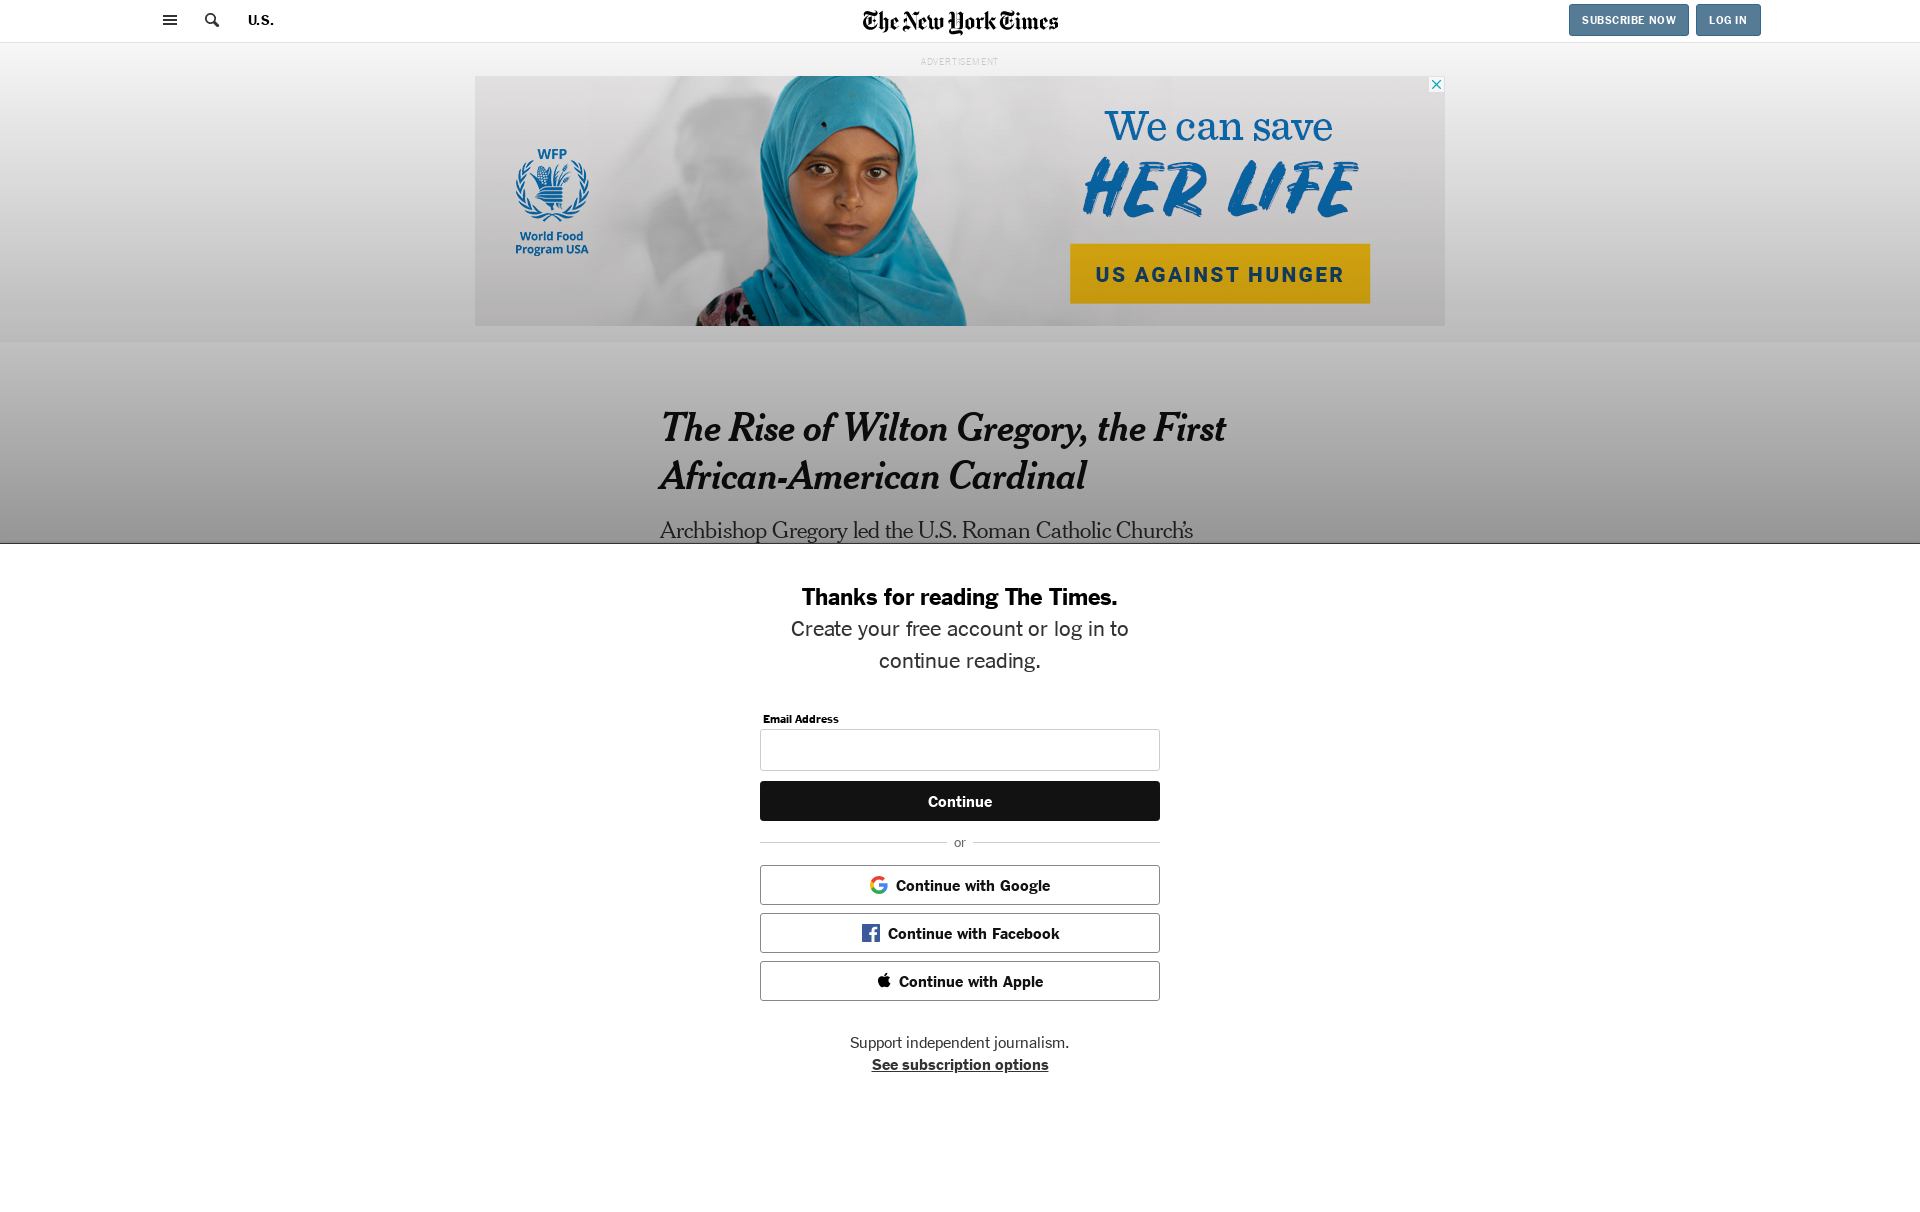 U.S.
The New York Times
SUBSCRIBE NOW
LOG IN
ADVERTISEMENT
WFP
World Food
Program USA
We can save
HER LIFE
US AGAINST HUNGER
The Rise of Wilton Gregory, the First
African-American Cardinal
Archbishop Gregory led the U.S. Roman Catholic Church’s
Thanks for reading The Times.
Create your free account or log in to
continue reading.
Email Address
Continue
or
Continue with Google
Continue with Facebook
Continue with Apple
Support independent journalism.
See subscription options